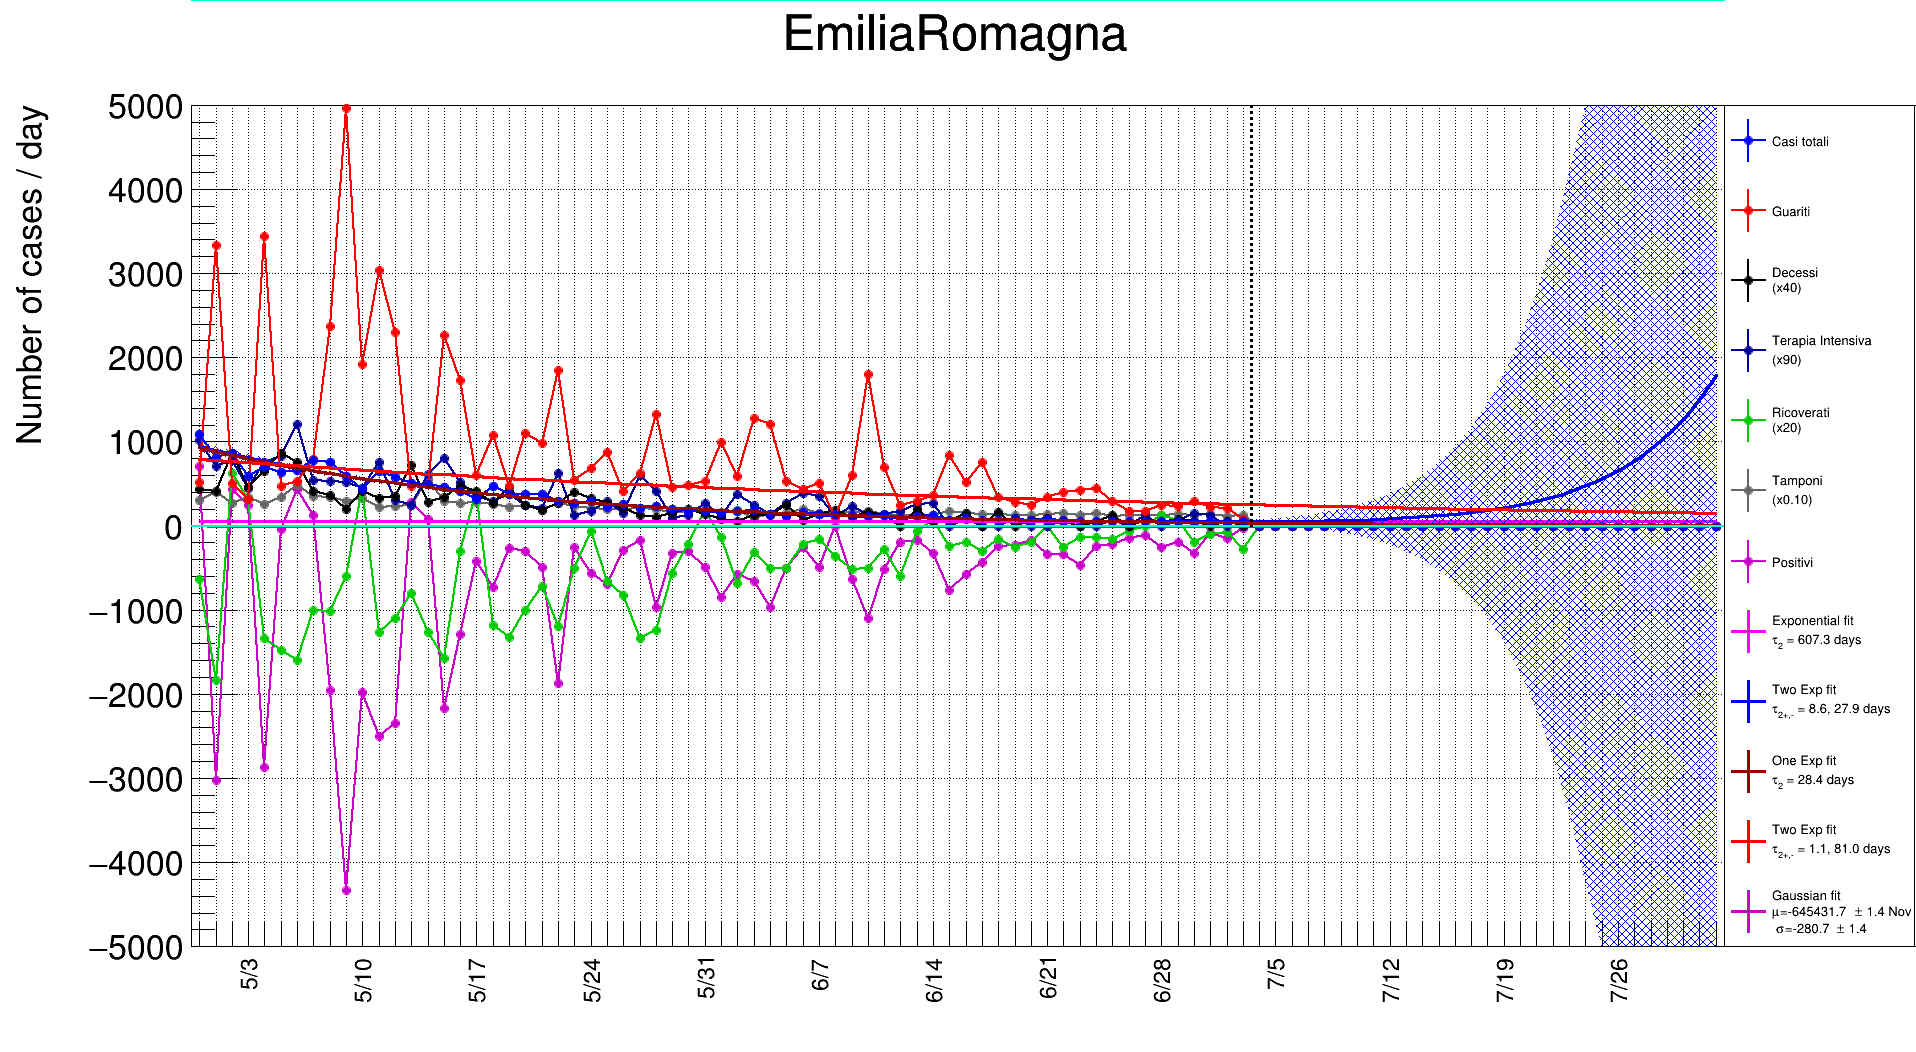 EmiliaRomagna
Number of cases / day
5000
4000
3000
2000
1000
0
−1000
−2000
−3000
−4000
−5000
5/3
5/10
5/17
5/24
5/31
6/7
6/14
6/21
6/28
7/5
7/12
7/19
7/26
Casi totali
Guariti
Decessi
(x40)
Terapia Intensiva
(x90)
Ricoverati
(x20)
Tamponi
(x0.10)
Positivi
Exponential fit
τ2 = 607.3 days
Two Exp fit
τ2+,- = 8.6, 27.9 days
One Exp fit
τ2 = 28.4 days
Two Exp fit
τ2+,- = 1.1, 81.0 days
Gaussian fit
μ=-645431.7 ± 1.4 Nov
σ=-280.7 ± 1.4